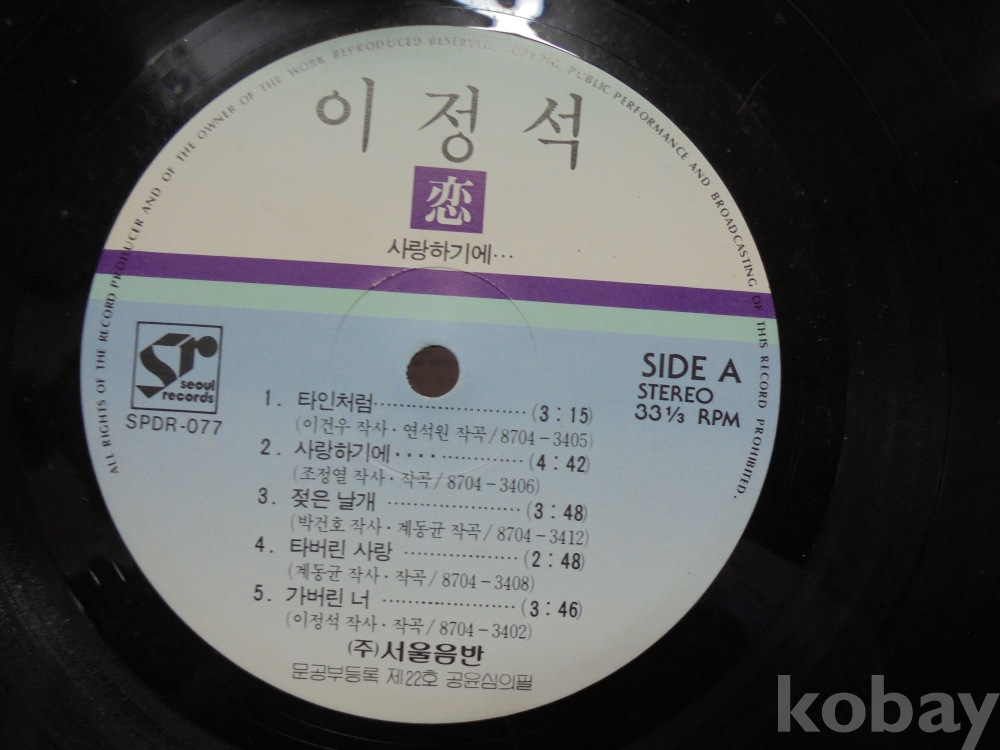 이정석
恋
사랑하기에…
sr
seoul
records
SPDR-077
SIDE A
STEREO
33 1/3 RPM
1. 타인처럼……………………(3:15)
(이건우 작사·연석원 작곡/8704-3405)
2. 사랑하기에……………………(4:42)
(조정열 작사·작곡/8704-3406)
3. 젖은 날개 ……………………(3:48)
(박건호 작사·계동균 작곡/8704-3412)
4. 타버린 사랑 ……………………(2:48)
(계동균 작사·작곡/8704-3408)
5. 가버린 너 ……………………(3:46)
(이정석 작사·작곡/8704-3402)
(주)서울음반
문공부등록 제22호 공윤심의필
ALL RIGHTS OF THE RECORD PRODUCER AND OF THE OWNER OF THE WORK REPRODUCED RESERVED. COPYING, PUBLIC PERFORMANCE AND BROADCASTING OF THIS RECORD PROHIBITED.
kobay